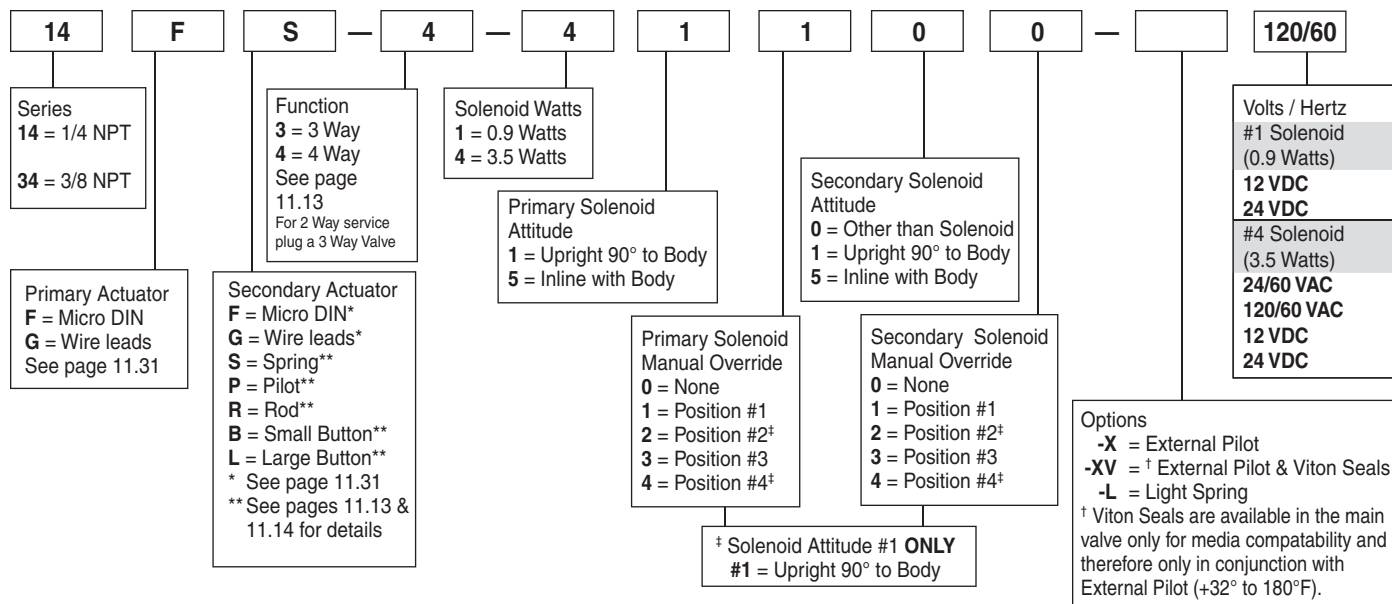 14 F S — 4 — 4 1 1 0 0 — 120/60
Series
14 = 1/4 NPT
34 = 3/8 NPT
Primary Actuator
F = Micro DIN
G = Wire leads
See page 11.31
Secondary Actuator
F = Micro DIN*
G = Wire leads*
S = Spring**
P = Pilot**
R = Rod**
B = Small Button**
L = Large Button**
* See page 11.31
** See pages 11.13 &
11.14 for details
Function
3 = 3 Way
4 = 4 Way
See page
11.13
For 2 Way service
plug a 3 Way Valve
Solenoid Watts
1 = 0.9 Watts
4 = 3.5 Watts
Primary Solenoid
Attitude
1 = Upright 90° to Body
5 = Inline with Body
Primary Solenoid
Manual Override
0 = None
1 = Position #1
2 = Position #2‡
3 = Position #3
4 = Position #4‡
Secondary Solenoid
Attitude
0 = Other than Solenoid
1 = Upright 90° to Body
5 = Inline with Body
Secondary Solenoid
Manual Override
0 = None
1 = Position #1
2 = Position #2‡
3 = Position #3
4 = Position #4‡
‡ Solenoid Attitude #1 ONLY
#1 = Upright 90° to Body
Options
-X = External Pilot
-XV = † External Pilot & Viton Seals
-L = Light Spring
† Viton Seals are available in the main
valve only for media compatability and
therefore only in conjunction with
External Pilot (+32° to 180°F).
Volts / Hertz
#1 Solenoid
(0.9 Watts)
12 VDC
24 VDC
#4 Solenoid
(3.5 Watts)
24/60 VAC
120/60 VAC
12 VDC
24 VDC